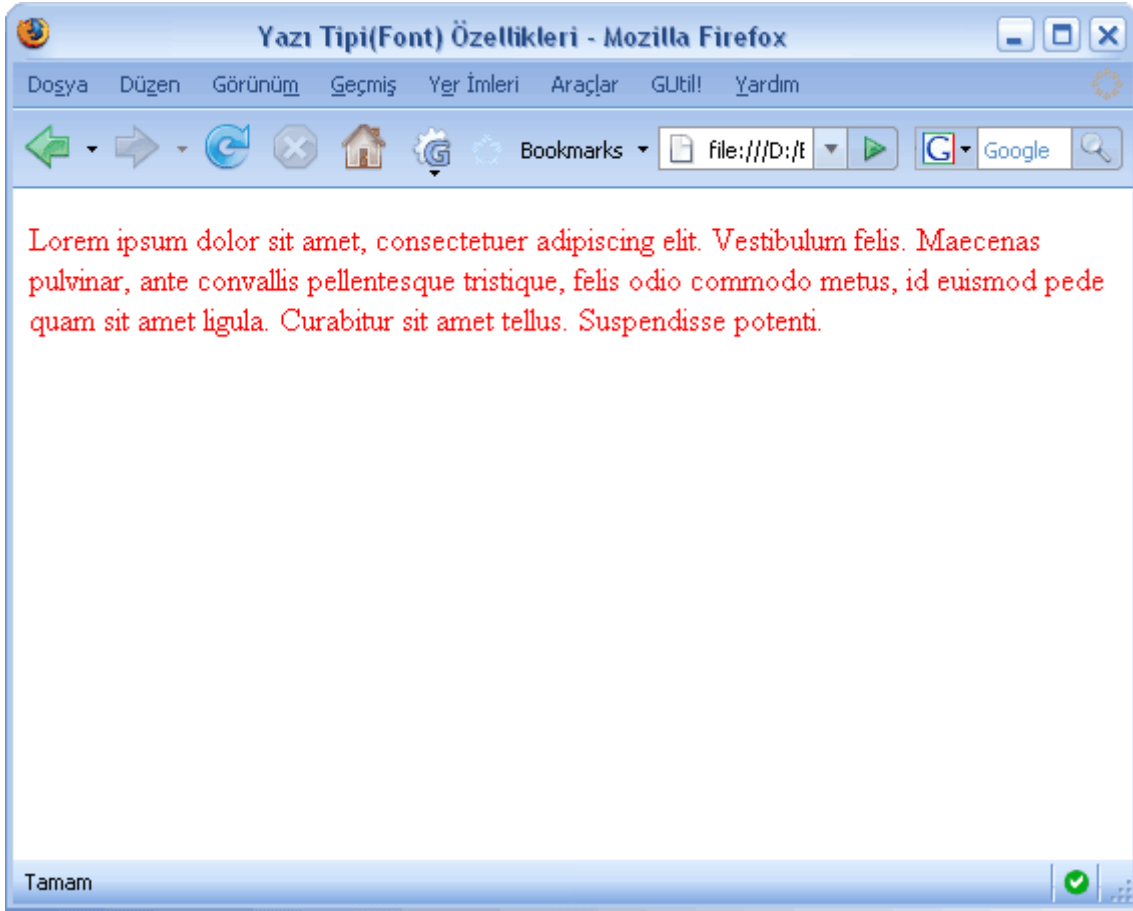 Yazı Tipi(Font) Özellikleri - Mozilla Firefox
Dosya Düzen Görünüm Geçmiş Yer İmleri Araçlar GUtil! Yardım
G Bookmarks file:///D:/E G Google
Lorem ipsum dolor sit amet, consectetuer adipiscing elit. Vestibulum felis. Maecenas
pulvinar, ante convallis pellentesque tristique, felis odio commodo metus, id euismod pede
quam sit amet ligula. Curabitur sit amet tellus. Suspendisse potenti.
Tamam